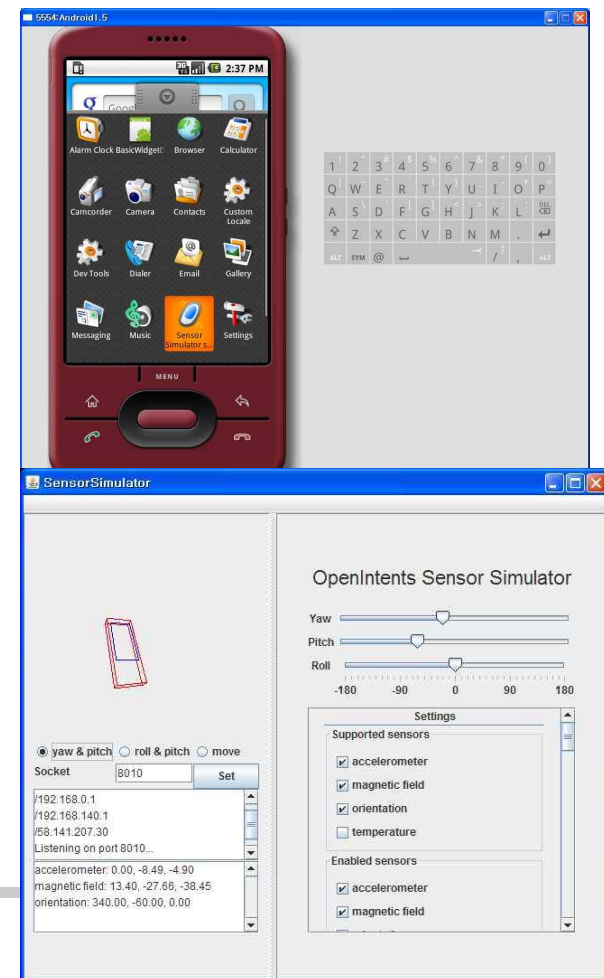 5554:Android1.5
2:37 PM
Alarm Clock BasicWidgetE Browser Calculator
Camcorder Camera Contacts Custom Locale
Dev Tools Dialer Email Gallery
Messaging Music Sensor Simulator s... Settings
MENU
1 ! 2 3 # 4 $ 5 % 6 ^ 7 & 8 * 9 ( 0 )
Q W E R T Y U I O P
A S D F G H J K L DEL
Z X C V B N M .
ALT SYM @ / ? , ALT
SensorSimulator
OpenIntents Sensor Simulator
Yaw
Pitch
Roll
-180 -90 0 90 180
yaw & pitch roll & pitch move
Socket 8010 Set
/192.168.0.1
/192.168.140.1
/58.141.207.30
Listening on port 8010...
accelerometer: 0.00, -8.49, -4.90
magnetic field: 13.40, -27.66, -38.45
orientation: 340.00, -60.00, 0.00
Settings
Supported sensors
accelerometer
magnetic field
orientation
temperature
Enabled sensors
accelerometer
magnetic field